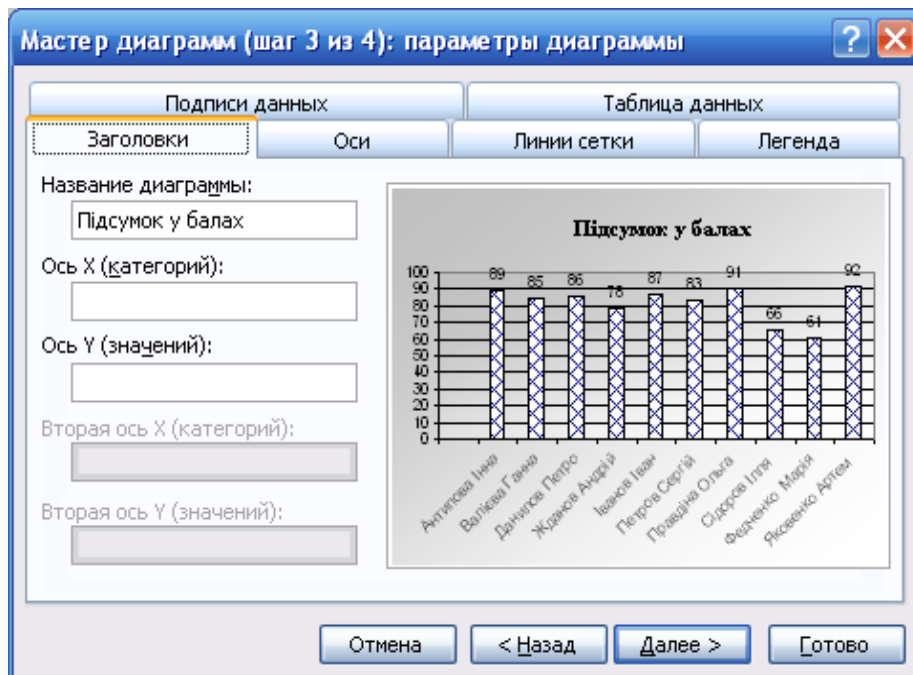 Мастер диаграмм (шаг 3 из 4): параметры диаграммы
Подписи данных
Таблица данных
Заголовки
Оси
Линии сетки
Легенда
Название диаграммы:
Підсумок у балах
Ось X (категорий):
Ось Y (значений):
Вторая ось X (категорий):
Вторая ось Y (значений):
Підсумок у балах
100
90
80
70
60
50
40
30
20
10
0
89
85
86
78
87
83
91
66
61
92
Антипова Інна
Валієва Ганна
Данилов Петро
Жданов Андрій
Іванов Іван
Петров Сергій
Правдіна Ольга
Сідоров Ілля
Федченко Марія
Яковенко Артем
Отмена
< Назад
Далее >
Готово